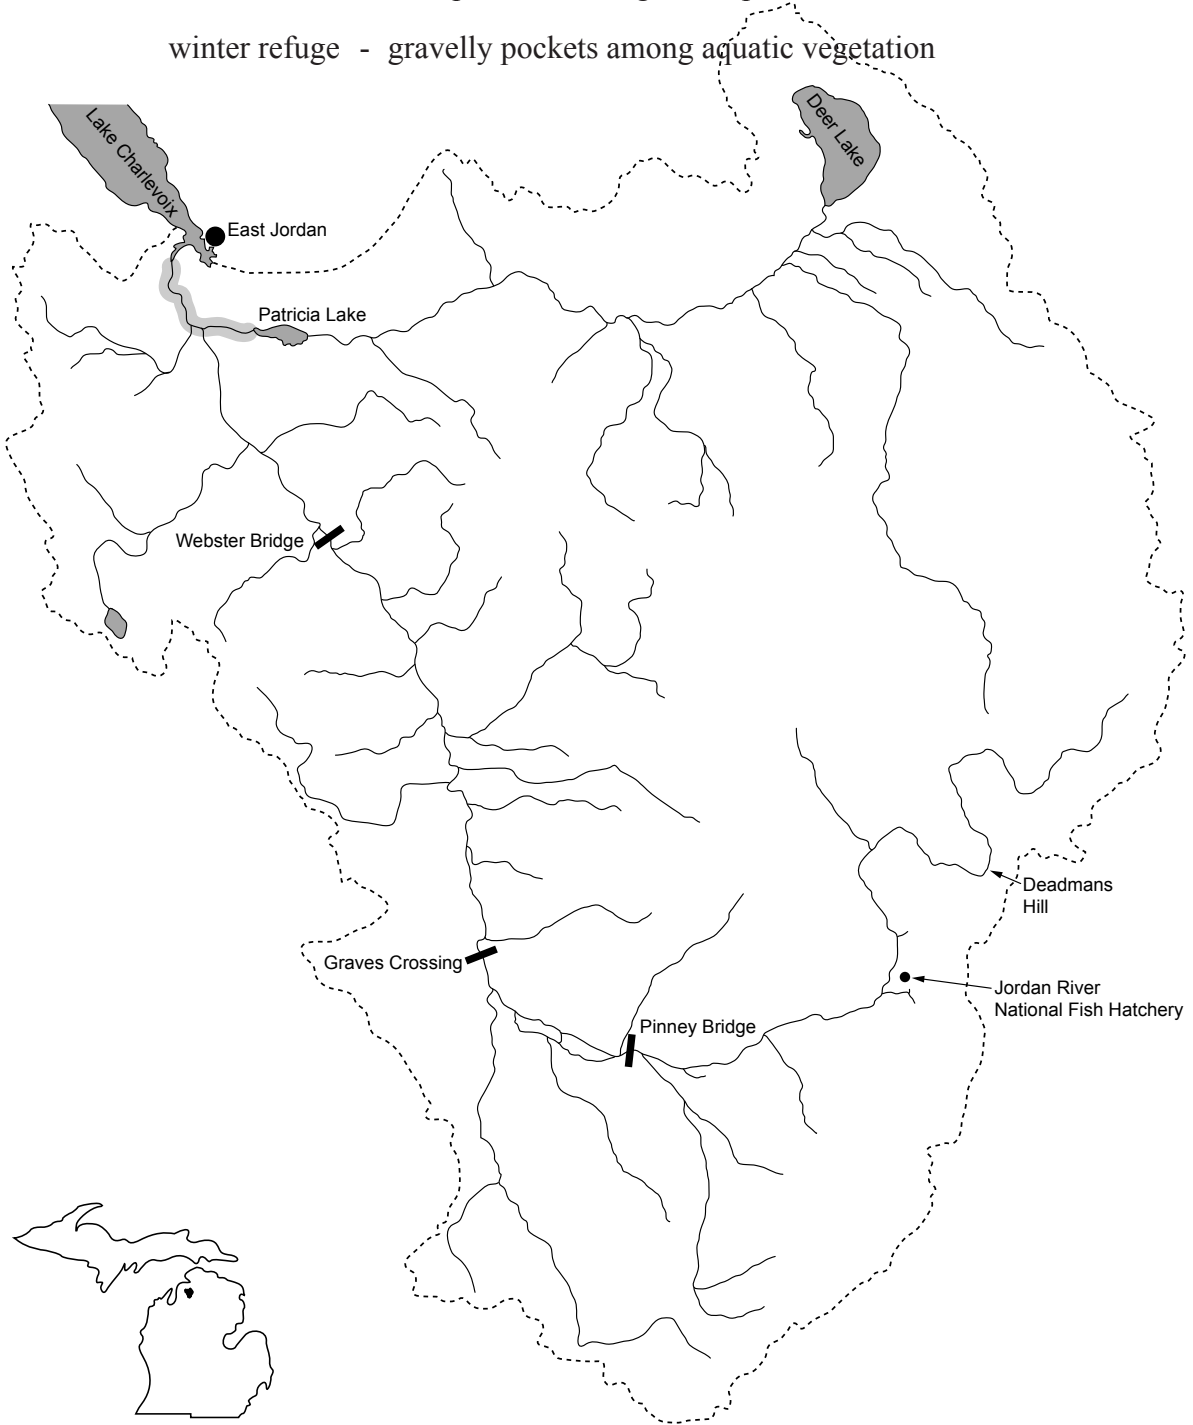 winter refuge - gravelly pockets among aquatic vegetation
Deer Lake
Lake Charlevoix
East Jordan
Patricia Lake
Webster Bridge
Deadmans
Hill
Graves Crossing
Jordan River
National Fish Hatchery
Pinney Bridge